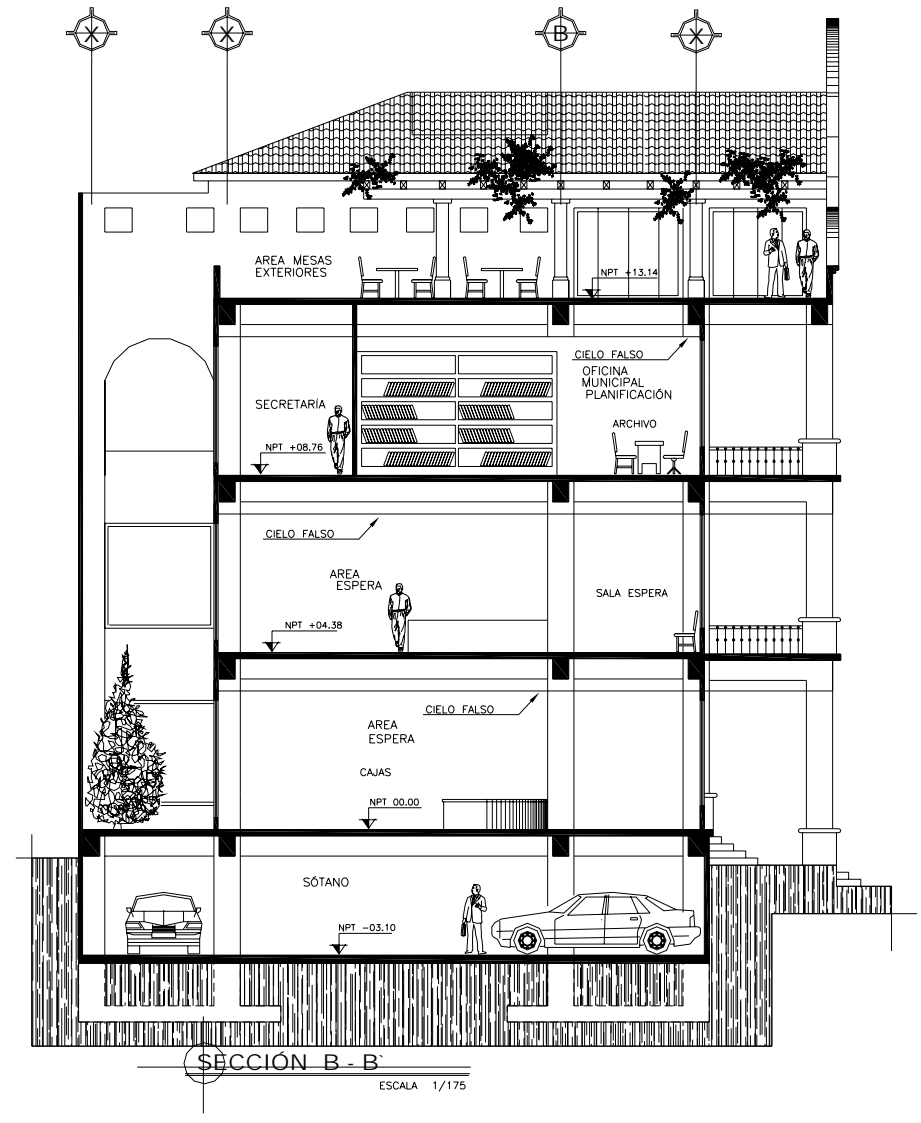 X X B X
AREA MESAS
EXTERIORES
NPT +13,14
CIELO FALSO
OFICINA
MUNICIPAL
PLANIFICACIÓN
SECRETARÍA
ARCHIVO
NPT +08.76
CIELO FALSO
AREA
ESPERA
SALA ESPERA
NPT +04.38
CIELO FALSO
AREA
ESPERA
CAJAS
NPT 00.00
SÓTANO
NPT -03.10
SECCIÓN B - B`
ESCALA 1/175